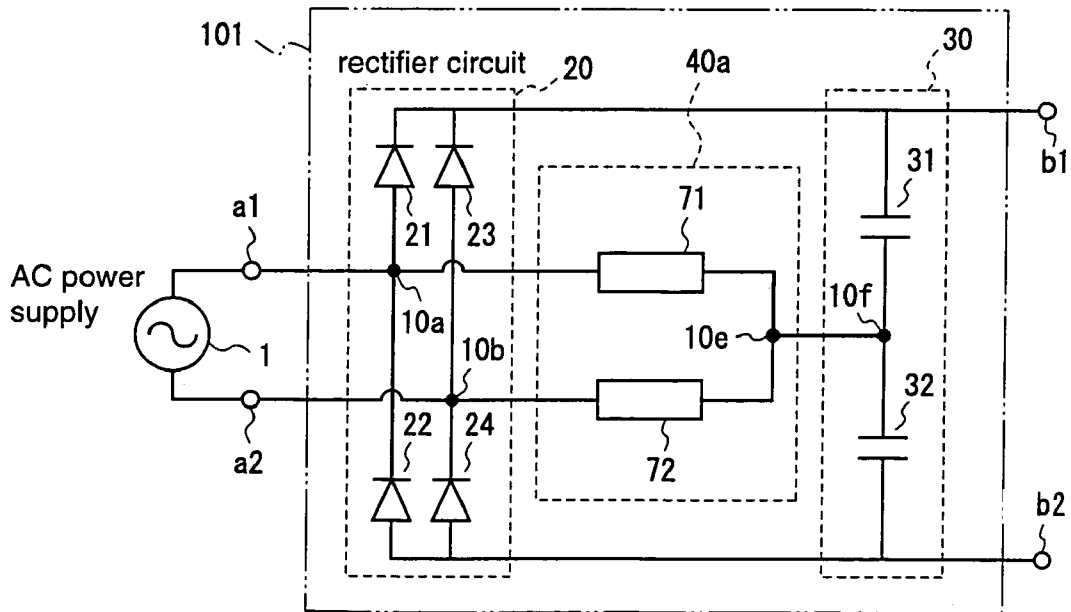 101
rectifier circuit
20
40a
30
b1
31
71
21
23
a1
AC power
supply
10a
10f
10e
1
10b
32
22
24
72
a2
b2